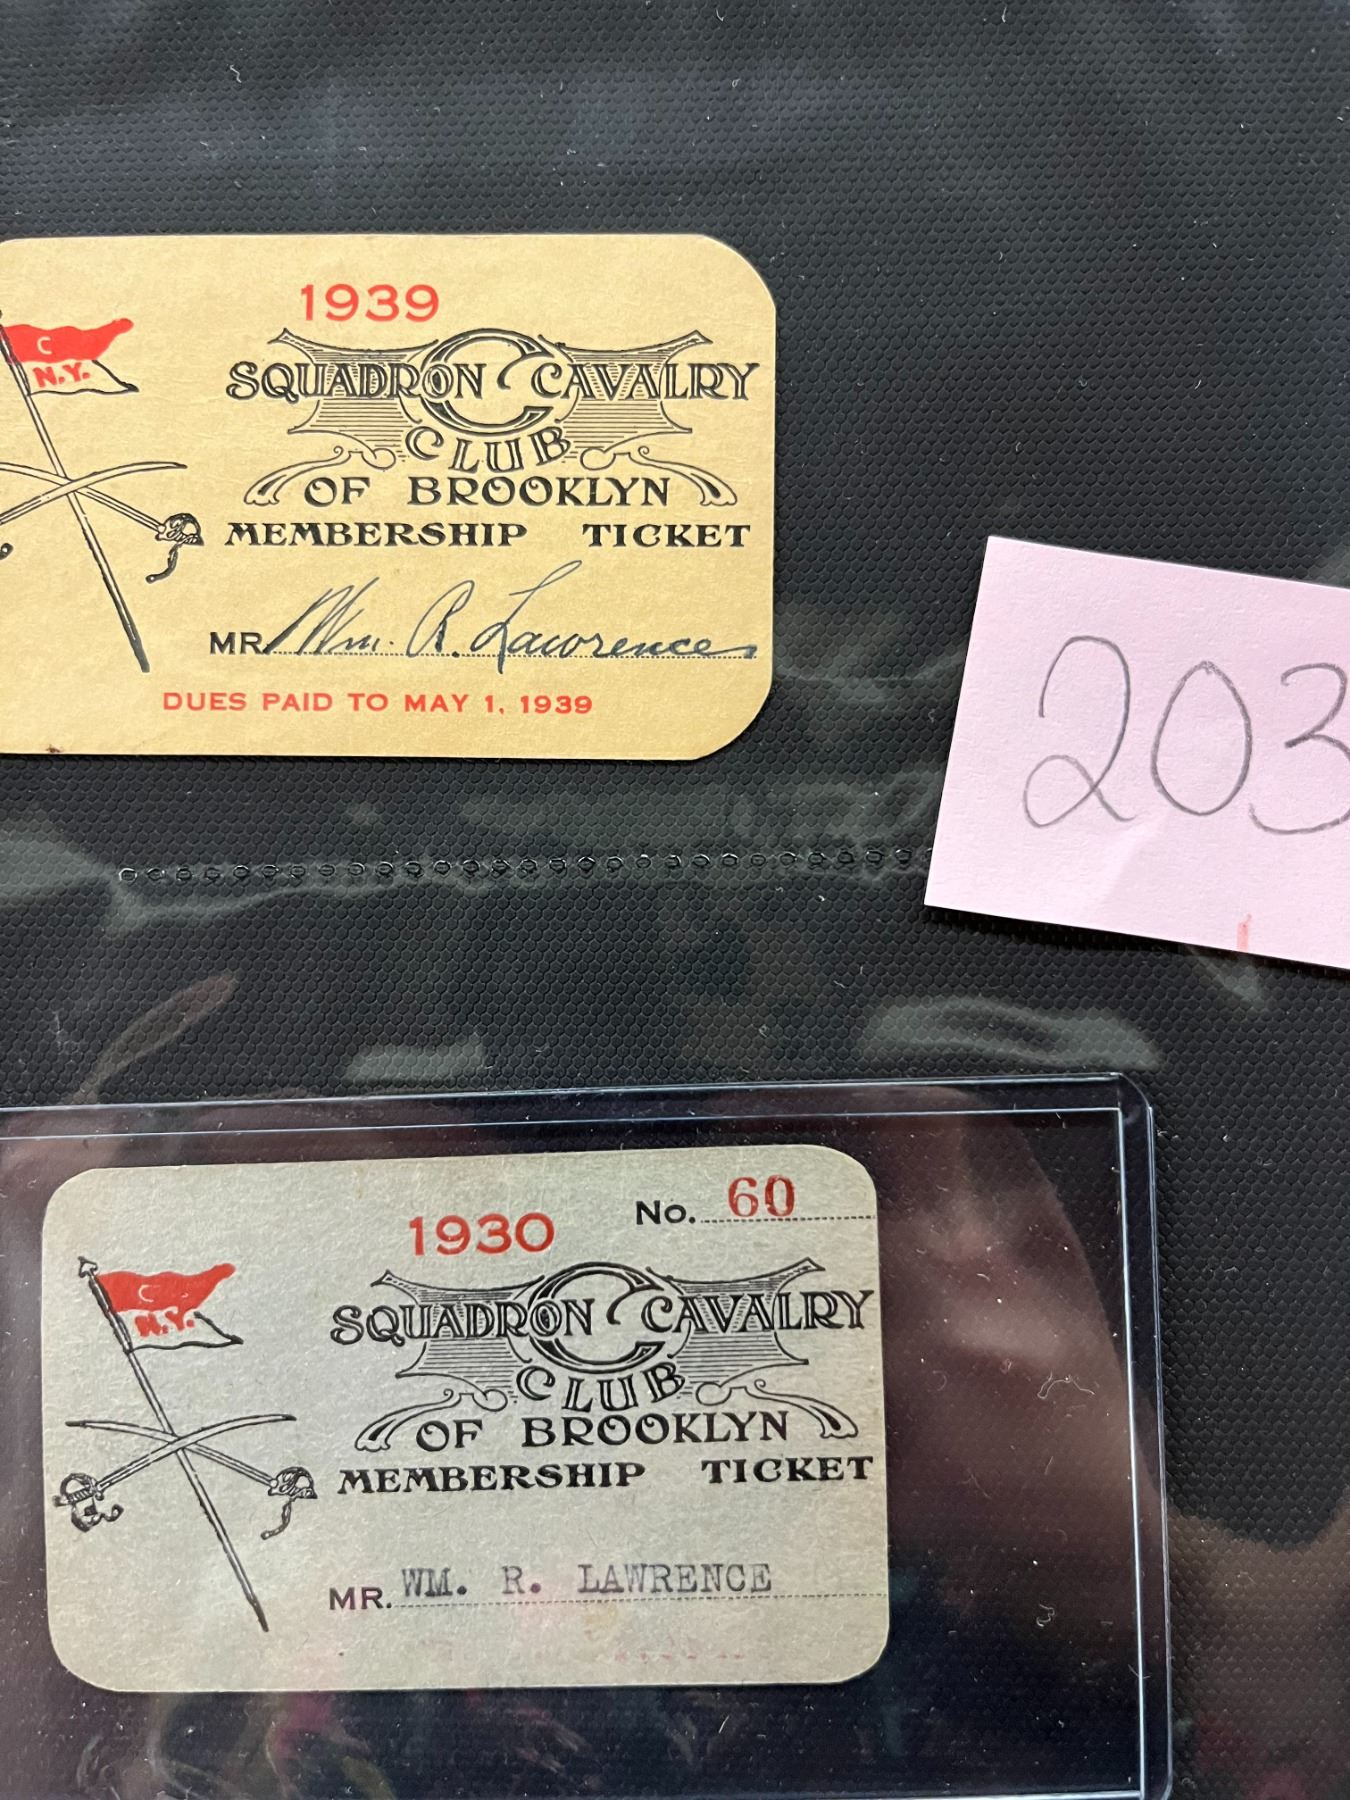 1939
C
N.Y.
SQUADRON C CAVALRY
CLUB
OF BROOKLYN
MEMBERSHIP TICKET
MR. Wm. R. Lawrence
DUES PAID TO MAY 1, 1939
203
No. 60
1930
C
N.Y.
SQUADRON C CAVALRY
CLUB
OF BROOKLYN
MEMBERSHIP TICKET
MR. WM. R. LAWRENCE